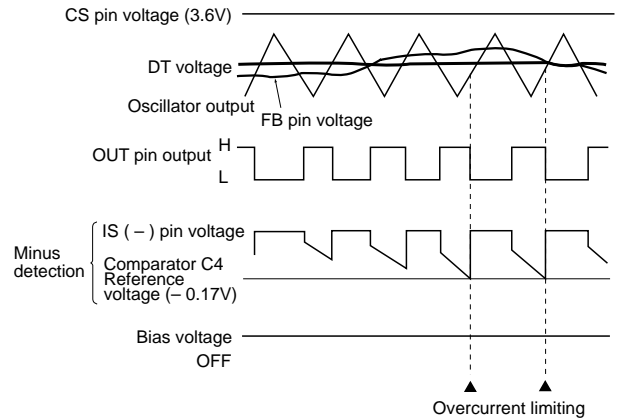 CS pin voltage (3.6V)
DT voltage
Oscillator output
FB pin voltage
OUT pin output
H
L
Minus
detection
IS ( – ) pin voltage
Comparator C4
Reference
voltage (– 0.17V)
Bias voltage
OFF
Overcurrent limiting